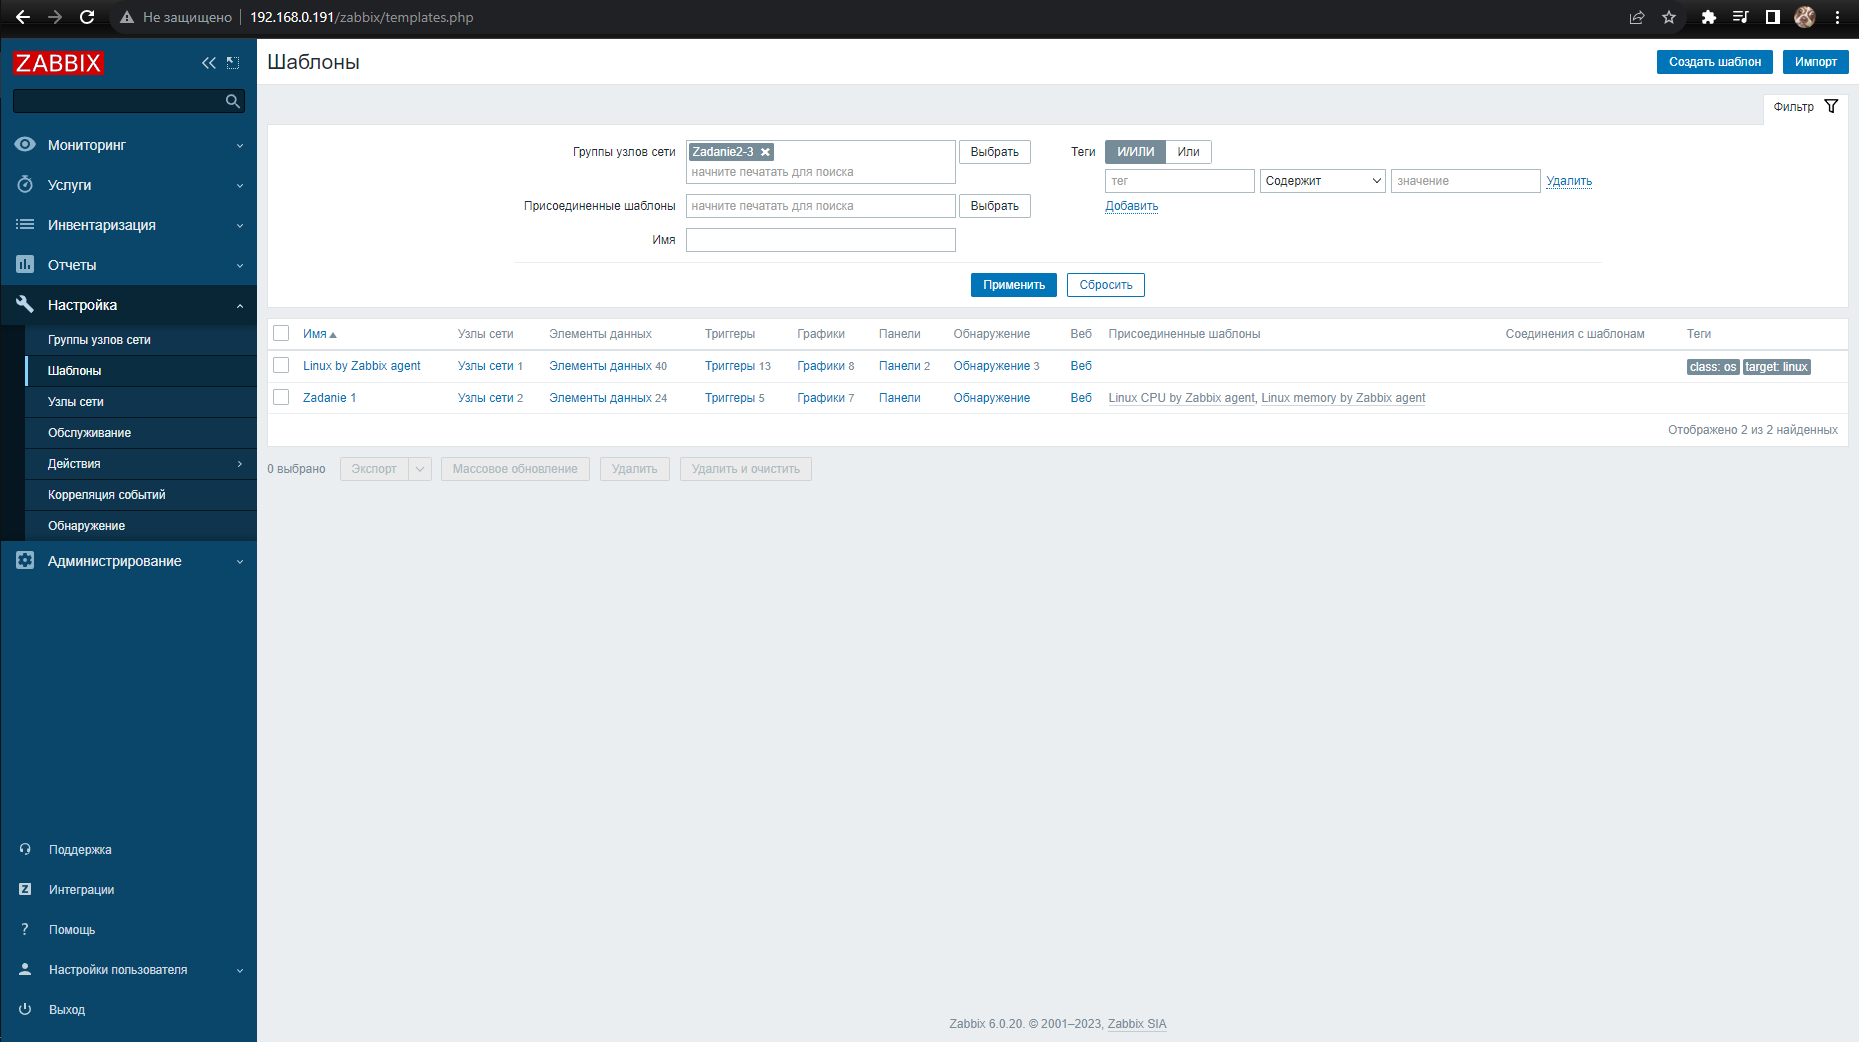 Не защищено
192.168.0.191/zabbix/templates.php
ZABBIX
Мониторинг
Услуги
Инвентаризация
Отчеты
Настройка
Группы узлов сети
Шаблоны
Узлы сети
Обслуживание
Действия
Корреляция событий
Обнаружение
Администрирование
Поддержка
Интеграции
Помощь
Настройки пользователя
Выход
Шаблоны
Создать шаблон
Импорт
Фильтр
Группы узлов сети
Zadanie2-3
начните печатать для поиска
Выбрать
Присоединенные шаблоны
начните печатать для поиска
Выбрать
Имя
Теги
И/ИЛИ
Или
тег
Содержит
значение
Удалить
Добавить
Применить
Сбросить
Имя Узлы сети Элементы данных Триггеры Графики Панели Обнаружение Веб Присоединенные шаблоны Соединения с шаблонам Теги
Linux by Zabbix agent Узлы сети 1 Элементы данных 40 Триггеры 13 Графики 8 Панели 2 Обнаружение 3 Веб class: os target: linux
Zadanie 1 Узлы сети 2 Элементы данных 24 Триггеры 5 Графики 7 Панели Обнаружение Веб Linux CPU by Zabbix agent, Linux memory by Zabbix agent
Отображено 2 из 2 найденных
0 выбрано Экспорт Массовое обновление Удалить Удалить и очистить
Zabbix 6.0.20. © 2001–2023, Zabbix SIA